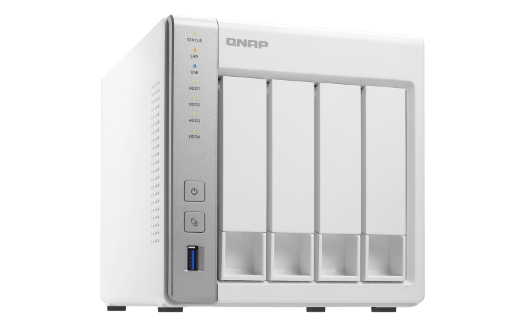 QNAP
STATUS
LAN
USB
HDD1
HDD2
HDD3
HDD4